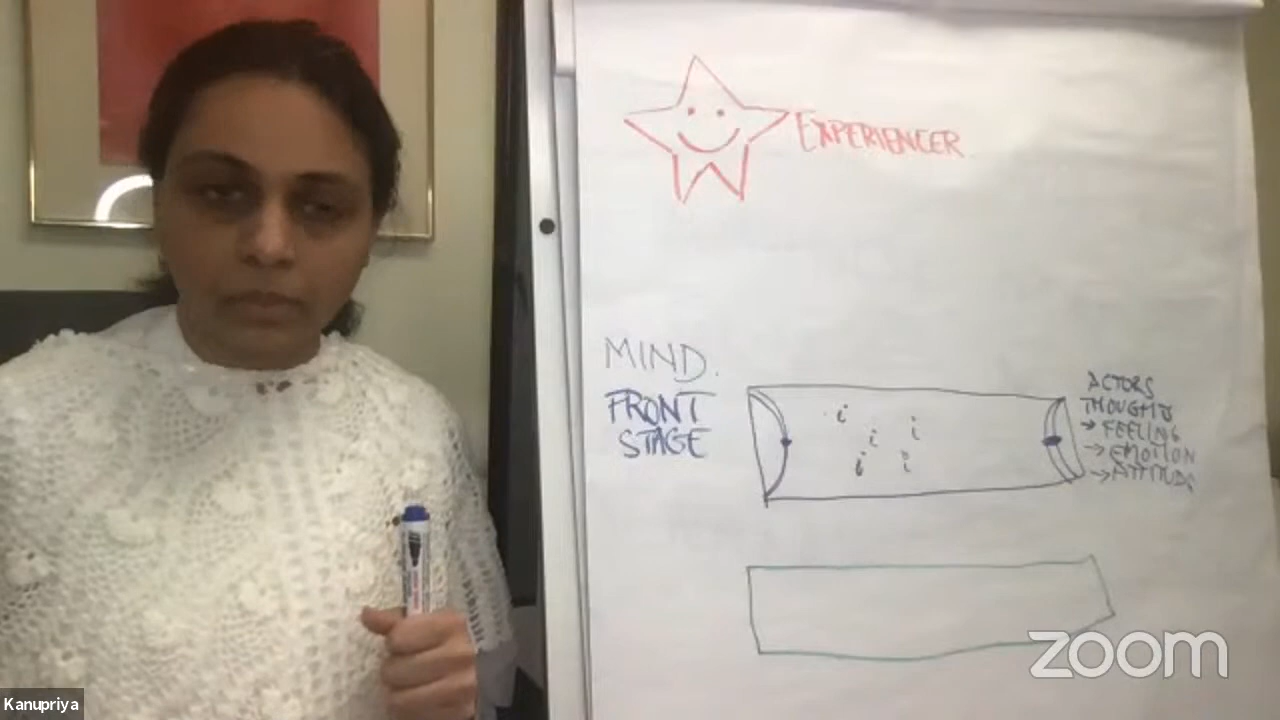 EXPERIENCER
MIND.
FRONT
STAGE
i
i
i
i
i
ACTORS
THOUGHTS
→ FEELING
→ EMOTION
→ ATTITUDE
zoom
Kanupriya